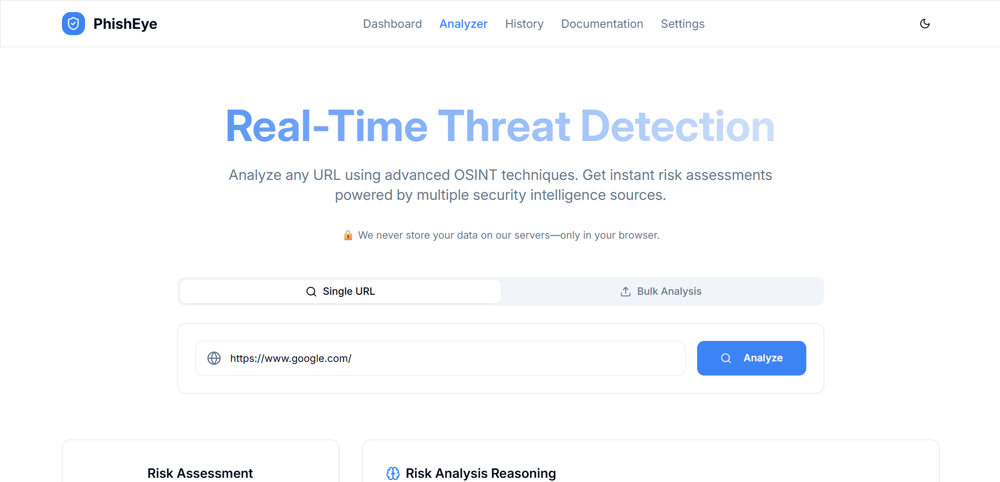 PhishEye
Dashboard Analyzer History Documentation Settings
Real-Time Threat Detection
Analyze any URL using advanced OSINT techniques. Get instant risk assessments
powered by multiple security intelligence sources.
🔒 We never store your data on our servers—only in your browser.
Single URL
Bulk Analysis
https://www.google.com/
Analyze
Risk Assessment
Risk Analysis Reasoning